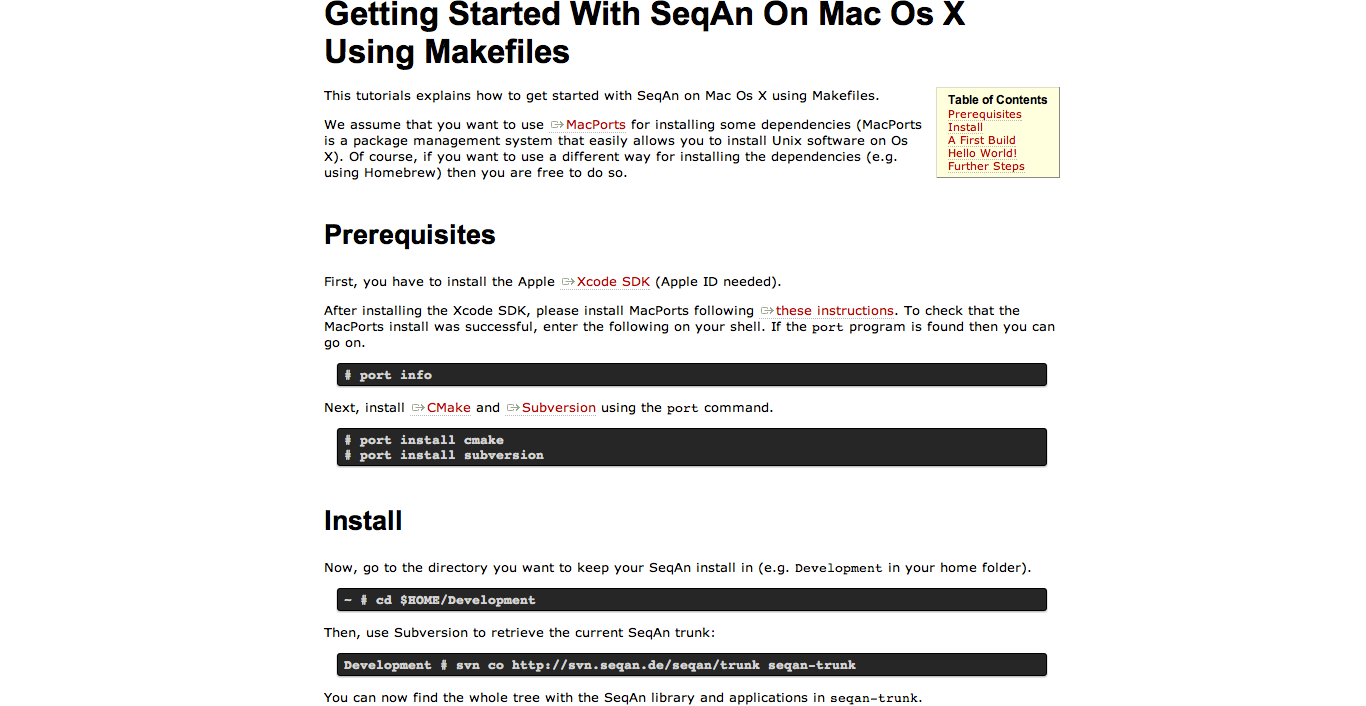 Getting Started With SeqAn On Mac Os X
Using Makefiles
This tutorials explains how to get started with SeqAn on Mac Os X using Makefiles.
Table of Contents
Prerequisites
Install
A First Build
Hello World!
Further Steps
We assume that you want to use MacPorts for installing some dependencies (MacPorts
is a package management system that easily allows you to install Unix software on Os
X). Of course, if you want to use a different way for installing the dependencies (e.g.
using Homebrew) then you are free to do so.
Prerequisites
First, you have to install the Apple Xcode SDK (Apple ID needed).
After installing the Xcode SDK, please install MacPorts following these instructions. To check that the
MacPorts install was successful, enter the following on your shell. If the port program is found then you can
go on.
# port info
Next, install CMake and Subversion using the port command.
# port install cmake
# port install subversion
Install
Now, go to the directory you want to keep your SeqAn install in (e.g. Development in your home folder).
~ # cd $HOME/Development
Then, use Subversion to retrieve the current SeqAn trunk:
Development # svn co http://svn.seqan.de/seqan/trunk seqan-trunk
You can now find the whole tree with the SeqAn library and applications in seqan-trunk.